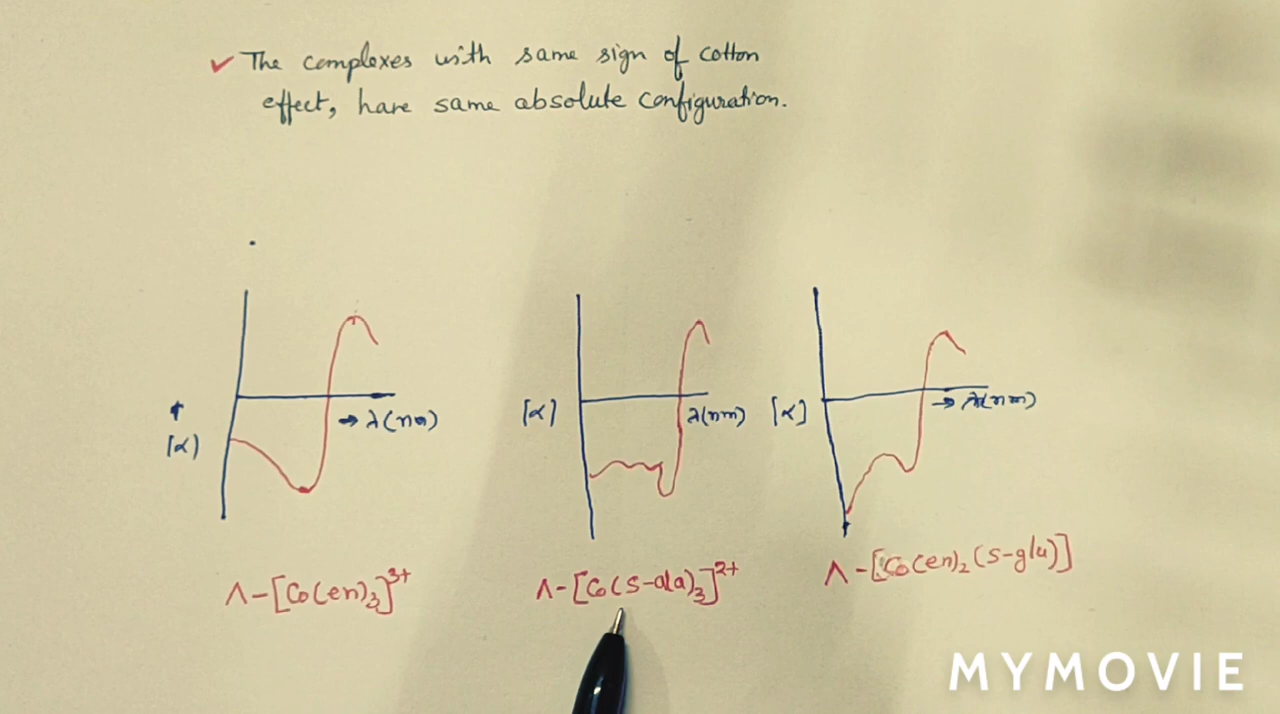 ✓ The complexes with same sign of cotton
effect, have same absolute configuration.
[α]
→ λ(nm)
[α]
λ(nm)
[α]
→ λ(nm)
Λ-[Co(en)₃]³⁺
Λ-[Co(S-ala)₃]²⁺
Λ-[Co(en)₂(S-glu)]
MYMOVIE